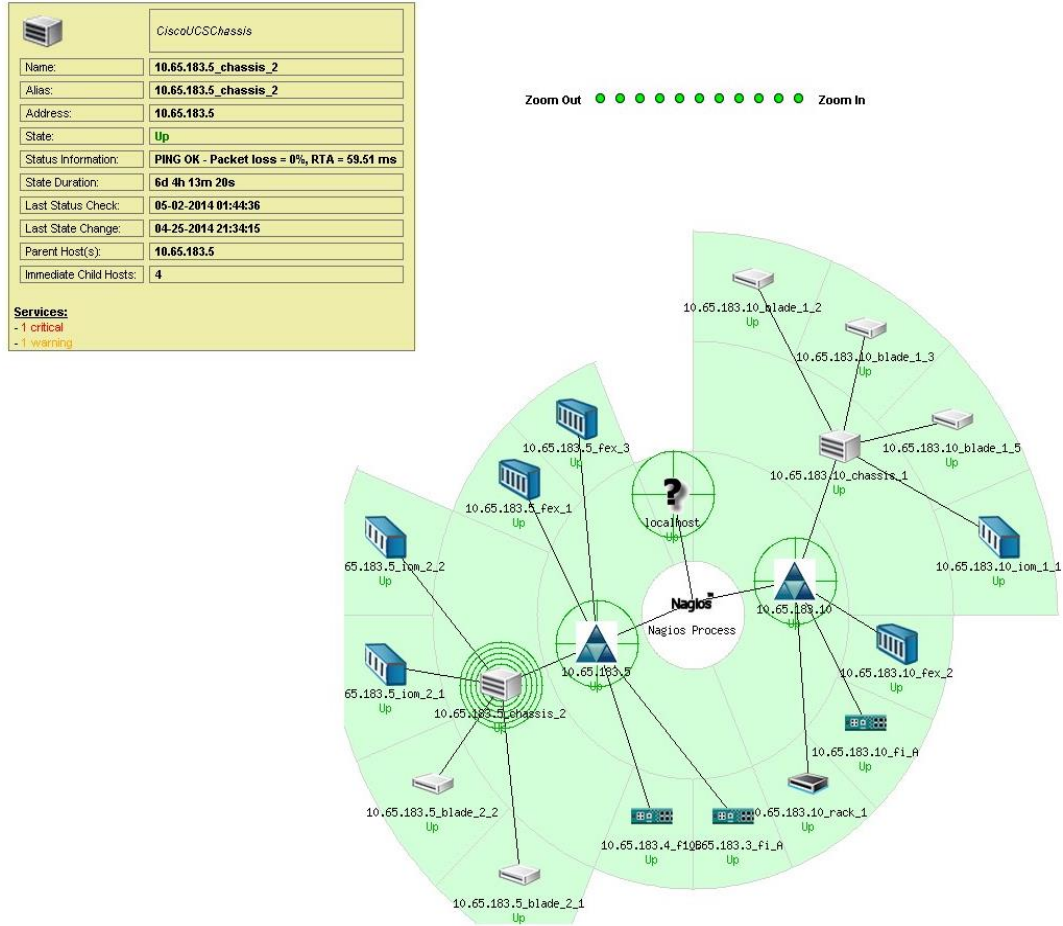 CiscoUCSChassis
Name: 10.65.183.5_chassis_2
Alias: 10.65.183.5_chassis_2
Address: 10.65.183.5
State: Up
Status Information: PING OK - Packet loss = 0%, RTA = 59.51 ms
State Duration: 6d 4h 13m 20s
Last Status Check: 05-02-2014 01:44:36
Last State Change: 04-25-2014 21:34:15
Parent Host(s): 10.65.183.5
Immediate Child Hosts: 4
Services:
- 1 critical
- 1 warning
Zoom Out Zoom In
10.65.183.10_blade_1_2
Up
10.65.183.10_blade_1_3
Up
10.65.183.5_fex_3
Up
10.65.183.10_blade_1_5
Up
10.65.183.10_chassis_1
Up
10.65.183.5_fex_1
Up
?
localhost
Up
65.183.5_iom_2_2
Up
10.65.183.10_iom_1_1
Up
Nagios™
Nagios Process
10.65.183.10
Up
10.65.183.5
Up
10.65.183.10_fex_2
Up
65.183.5_iom_2_1
Up
10.65.183.5_chassis_2
Up
10.65.183.10_fi_A
Up
10.65.183.5_blade_2_2
Up
10.65.183.10_rack_1
Up
10.65.183.4_fi_B
Up
10.65.183.3_fi_A
Up
10.65.183.5_blade_2_1
Up